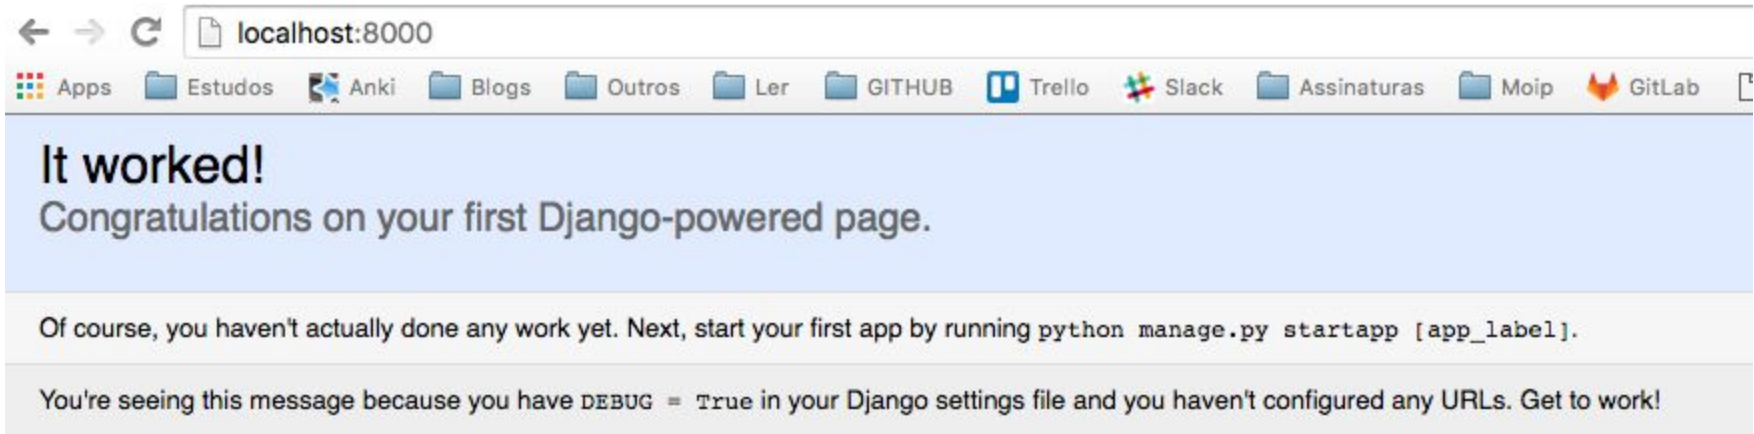 localhost:8000
Apps Estudos Anki Blogs Outros Ler GITHUB Trello Slack Assinaturas Moip GitLab
It worked!
Congratulations on your first Django-powered page.
Of course, you haven't actually done any work yet. Next, start your first app by running python manage.py startapp [app_label].
You're seeing this message because you have DEBUG = True in your Django settings file and you haven't configured any URLs. Get to work!